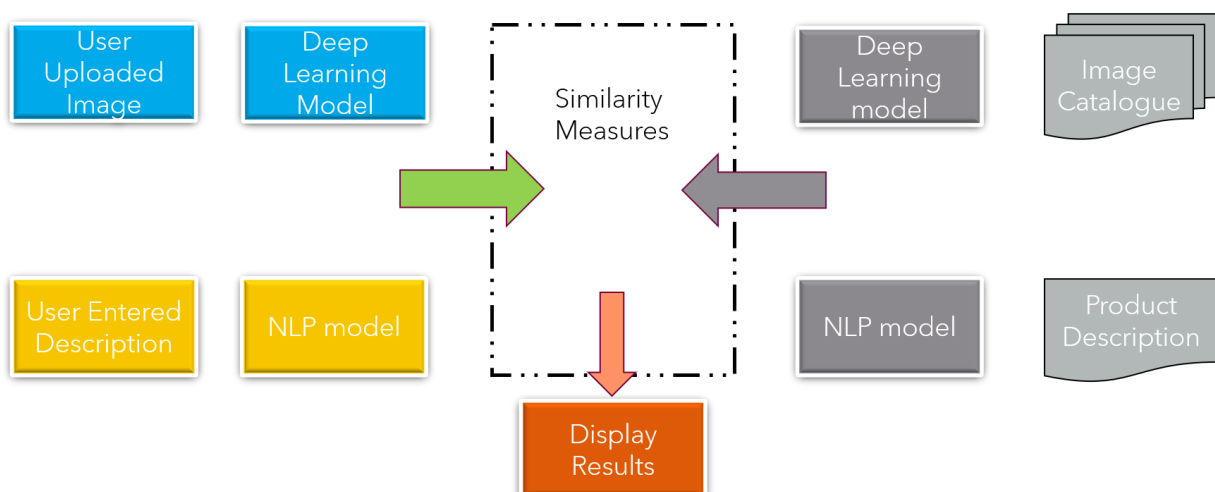 User
Uploaded
Image
Deep
Learning
Model
Similarity
Measures
Deep
Learning
model
Image
Catalogue
User Entered
Description
NLP model
NLP model
Product
Description
Display
Results